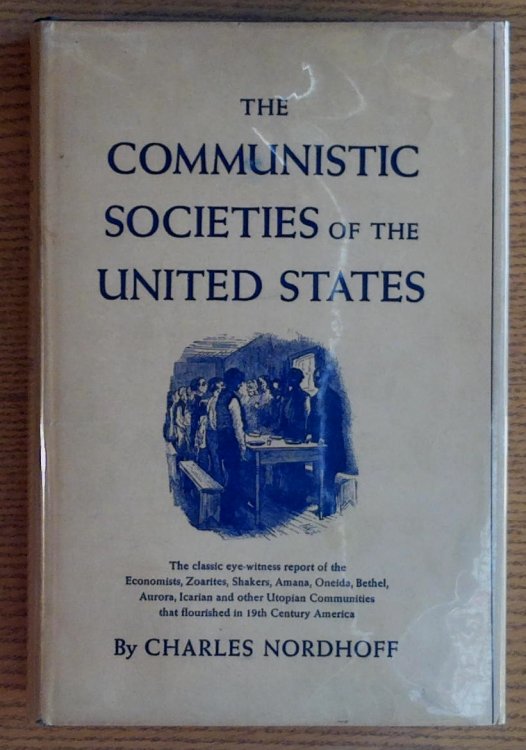 THE
COMMUNISTIC
SOCIETIES OF THE
UNITED STATES
The classic eye-witness report of the
Economists, Zoarites, Shakers, Amana, Oneida, Bethel,
Aurora, Icarian and other Utopian Communities
that flourished in 19th Century America
By CHARLES NORDHOFF